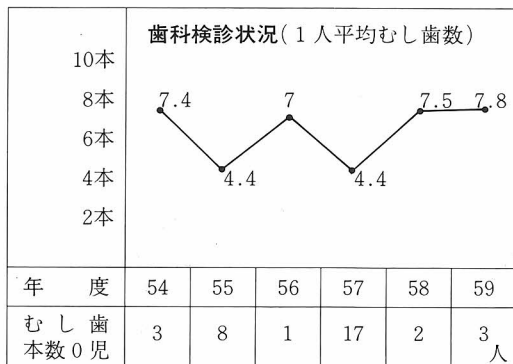 歯科検診状況(1人平均むし歯数)
10本
8本
6本
4本
2本
7.4
4.4
7
4.4
7.5
7.8
年度 54 55 56 57 58 59
むし歯
本数0児 3 8 1 17 2 3人